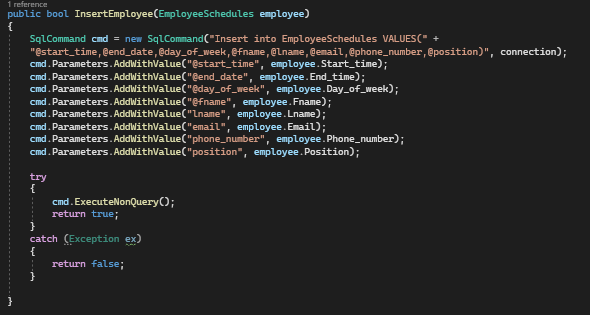 1 reference
public bool InsertEmployee(EmployeeSchedules employee)
{
SqlCommand cmd = new SqlCommand("Insert into EmployeeSchedules VALUES(" +
"@start_time,@end_date,@day_of_week,@fname,@lname,@email,@phone_number,@position)", connection);
cmd.Parameters.AddWithValue("@start_time", employee.Start_time);
cmd.Parameters.AddWithValue("@end_date", employee.End_time);
cmd.Parameters.AddWithValue("@day_of_week", employee.Day_of_week);
cmd.Parameters.AddWithValue("@fname", employee.Fname);
cmd.Parameters.AddWithValue("lname", employee.Lname);
cmd.Parameters.AddWithValue("email", employee.Email);
cmd.Parameters.AddWithValue("phone_number", employee.Phone_number);
cmd.Parameters.AddWithValue("position", employee.Position);
try
{
cmd.ExecuteNonQuery();
return true;
}
catch (Exception ex)
{
return false;
}
}